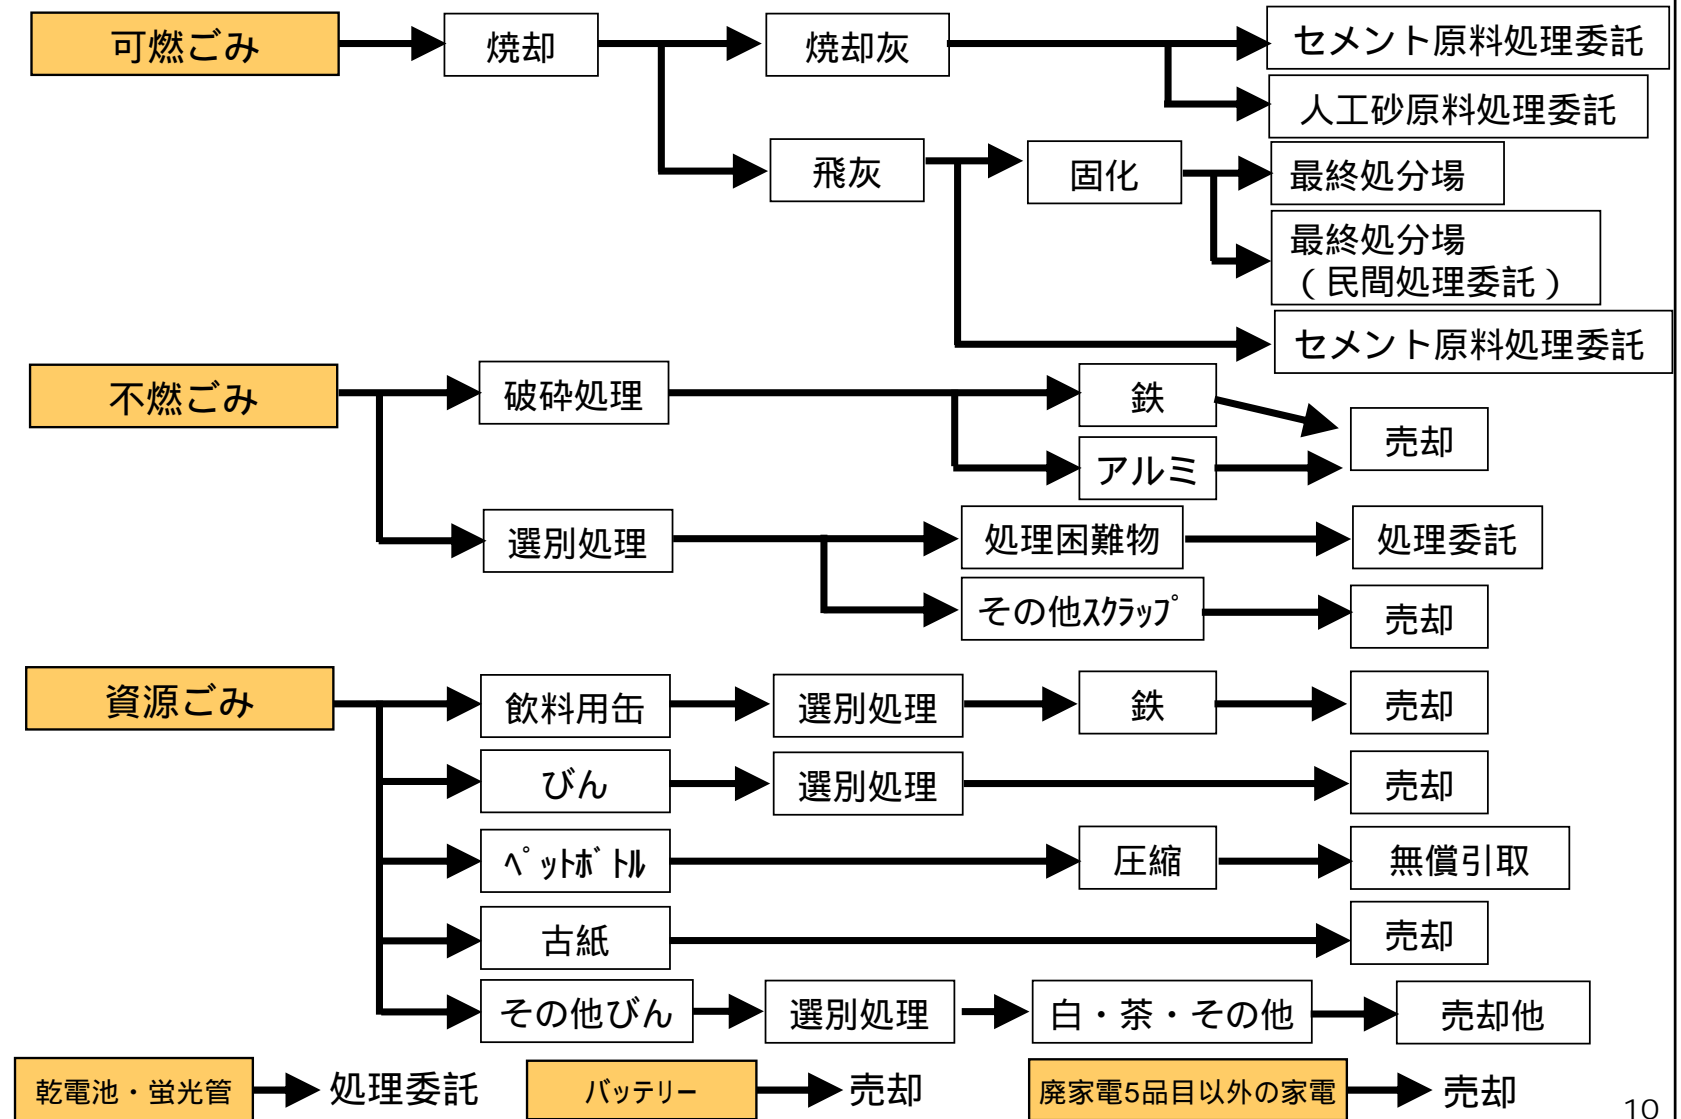 可燃ごみ
焼却
焼却灰
セメント原料処理委託
人工砂原料処理委託
飛灰
固化
最終処分場
最終処分場
(民間処理委託)
セメント原料処理委託
不燃ごみ
破砕処理
鉄
売却
アルミ
選別処理
処理困難物
処理委託
その他ｽｸﾗｯﾌﾟ
売却
資源ごみ
飲料用缶
選別処理
鉄
売却
びん
選別処理
売却
ﾍﾟｯﾄﾎﾞﾄﾙ
圧縮
無償引取
古紙
売却
その他びん
選別処理
白・茶・その他
売却他
乾電池・蛍光管
処理委託
バッテリー
売却
廃家電5品目以外の家電
売却
10